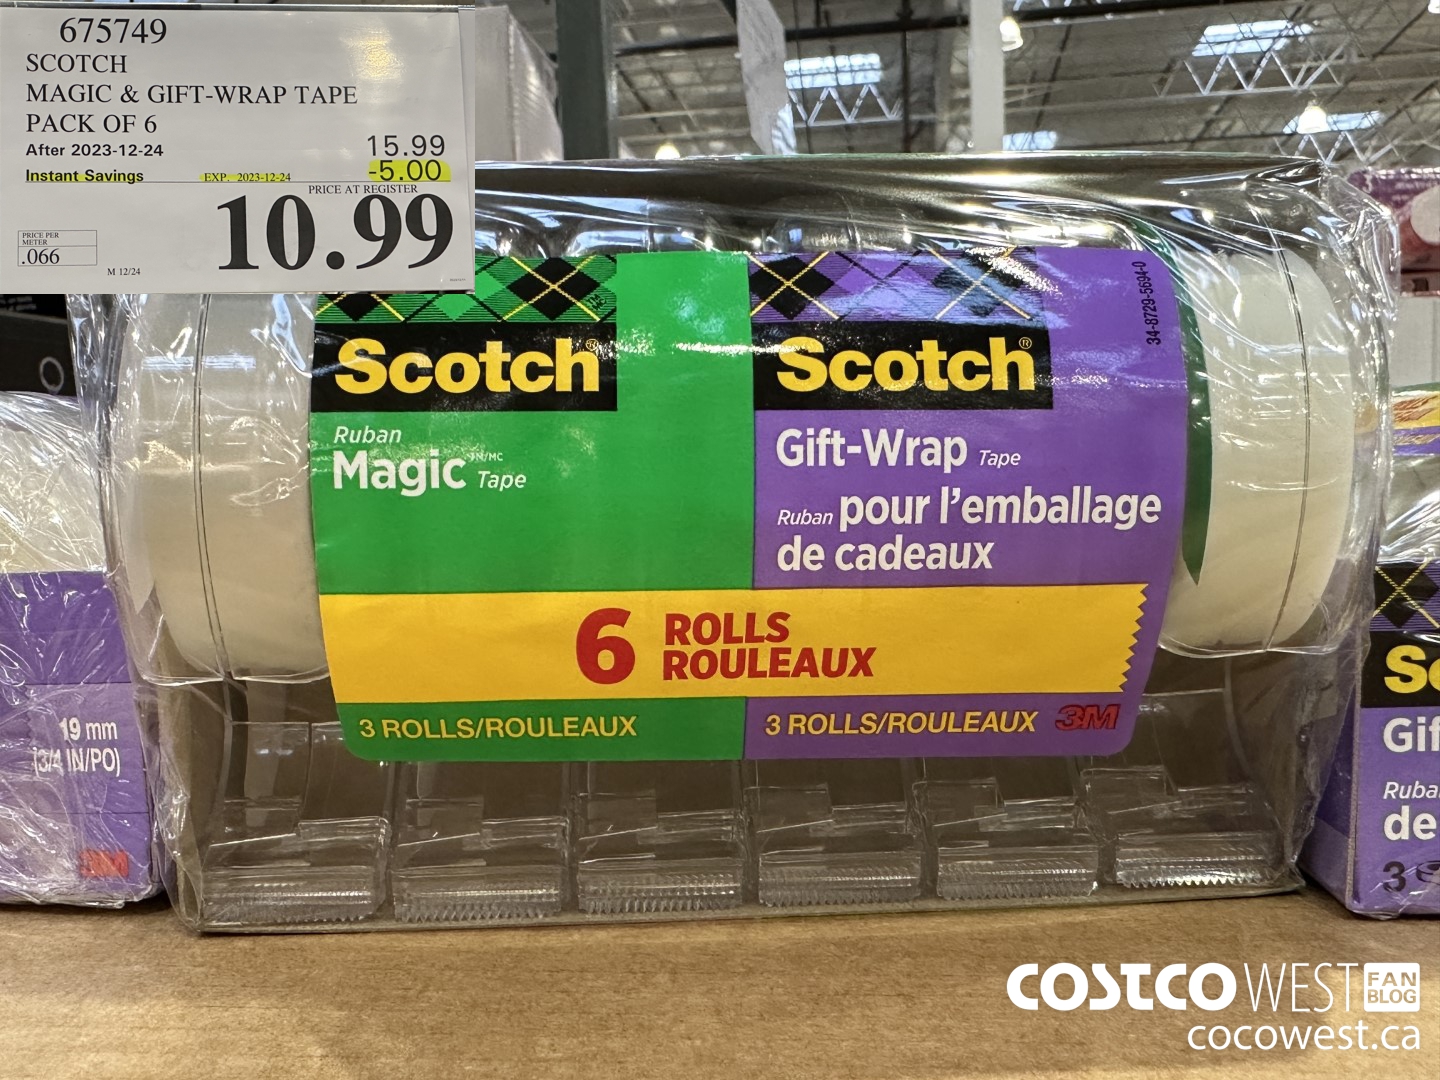 675749
SCOTCH
MAGIC & GIFT-WRAP TAPE
PACK OF 6
After 2023-12-24 15.99
Instant Savings EXP. 2023-12-24 -5.00
PRICE AT REGISTER
10.99
PRICE PER
METER
.066
M 12/24
Scotch®
Ruban
Magic TM/MC Tape
Scotch®
Gift-Wrap Tape
Ruban pour l'emballage
de cadeaux
34-8729-5694-0
6 ROLLS
ROULEAUX
3 ROLLS/ROULEAUX
3 ROLLS/ROULEAUX 3M
19 mm
(3/4 IN/PO)
3M
Sc
Gif
Ruba
de
3
COSTCO WEST FAN BLOG
cocowest.ca